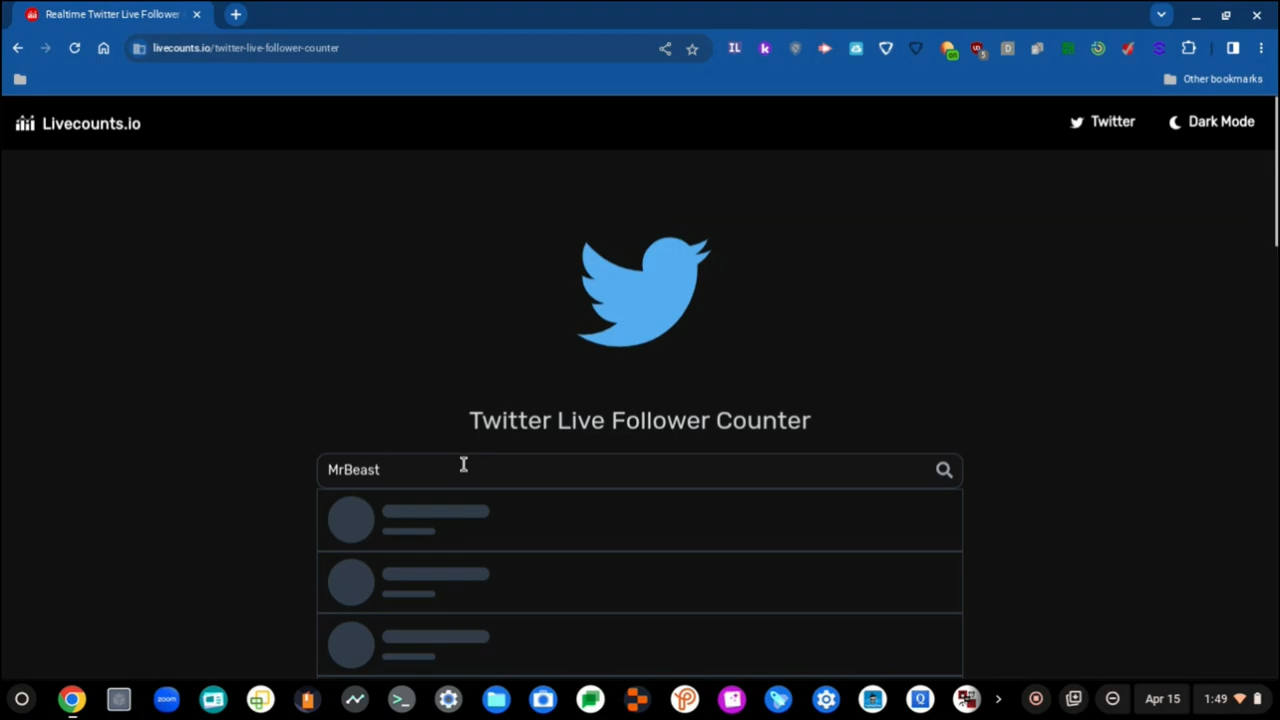 Realtime Twitter Live Follower
livecounts.io/twitter-live-follower-counter
Other bookmarks
Livecounts.io
Twitter
Dark Mode
Twitter Live Follower Counter
MrBeast
zoom
Apr 15
1:49